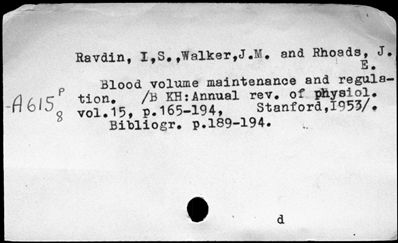 Ravdin, I,S.,Walker,J.M. and Rhoads, J.
E.
Blood volume maintenance and regula-
tion. /B KH:Annual rev. of physiol.
vol.15, p.165-194, Stanford,1953/.
Bibliogr. p.189-194.
-A615 P
8
d